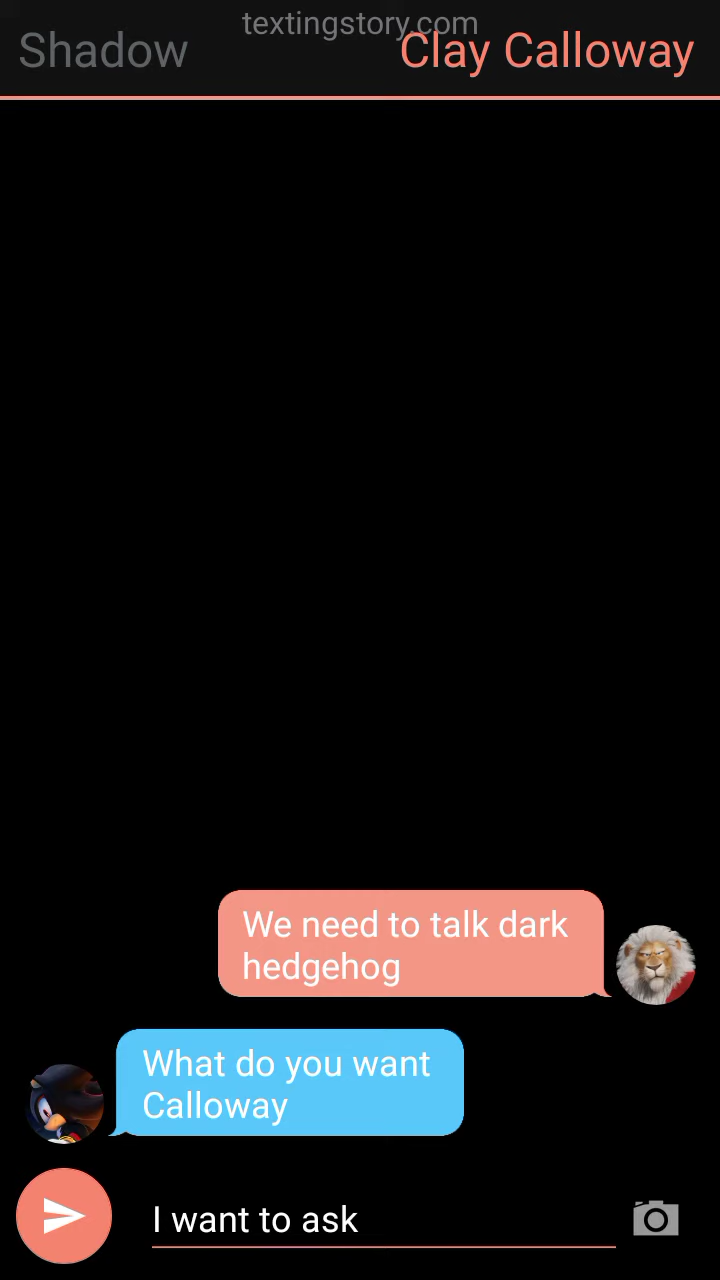 textingstory.com
Shadow
Clay Calloway
We need to talk dark
hedgehog
What do you want
Calloway
I want to ask